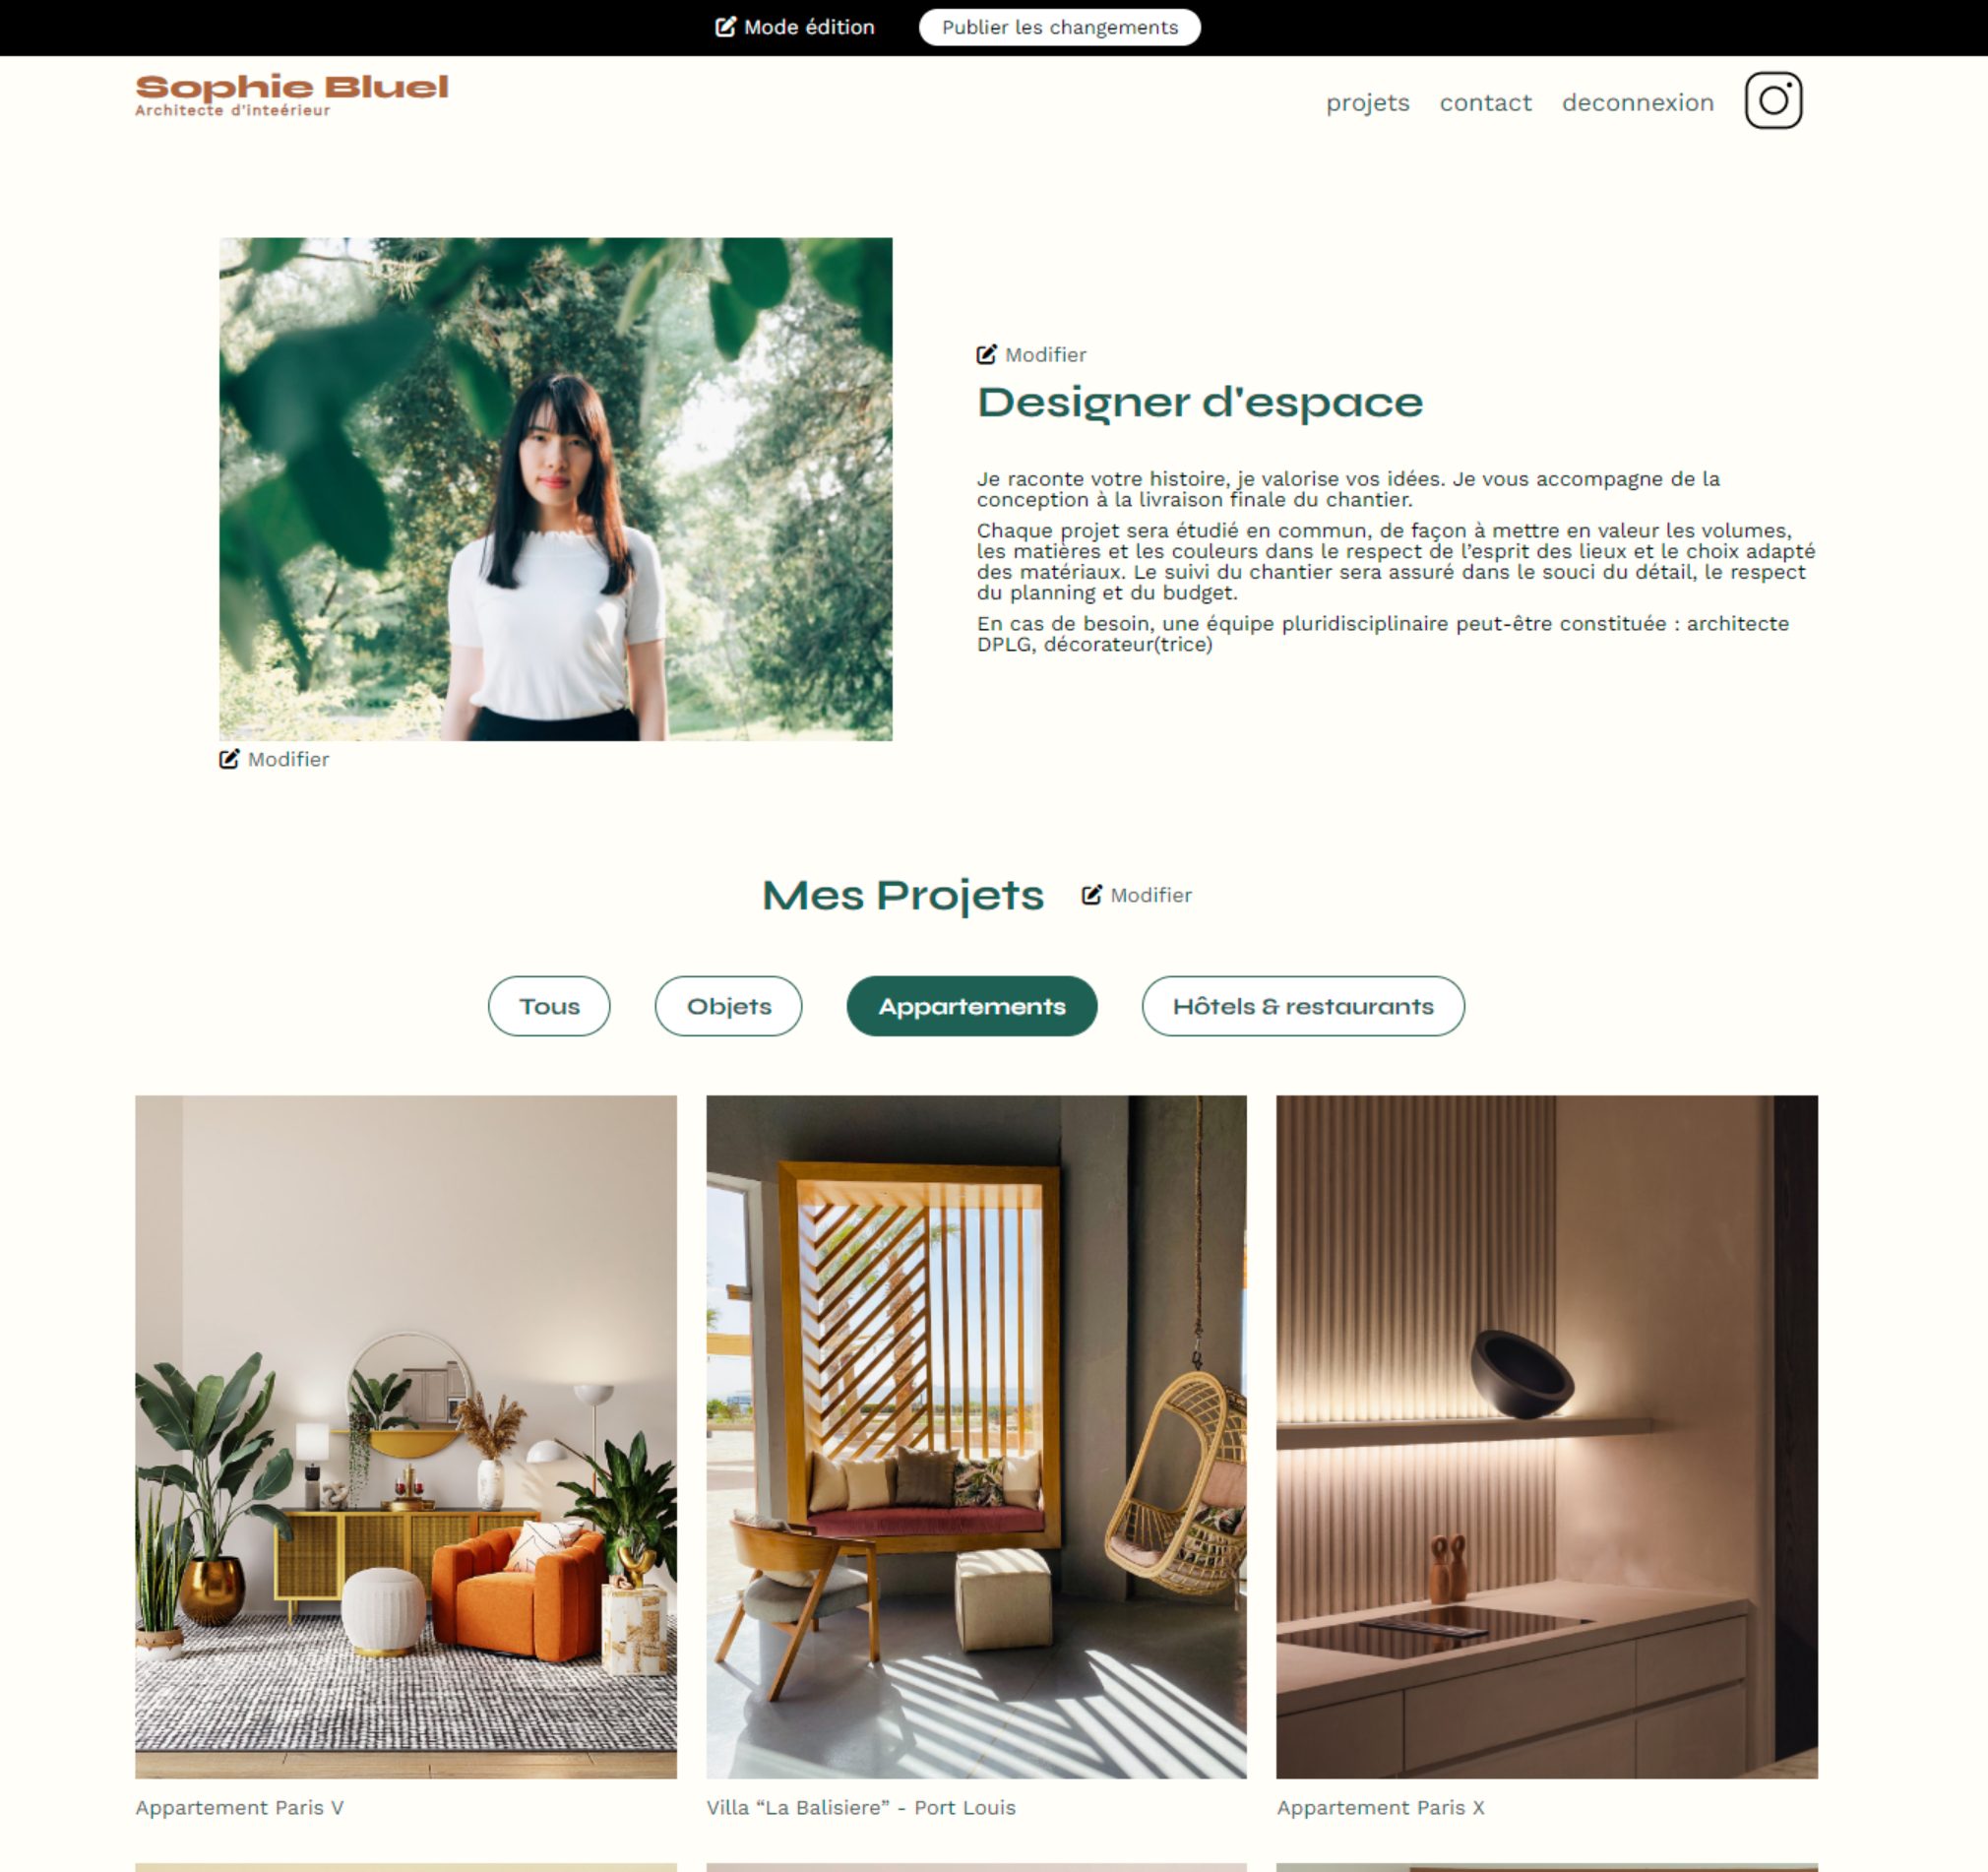 Mode édition
Publier les changements
Sophie Bluel
Architecte d'inteérieur
projets
contact
deconnexion
Modifier
Designer d'espace
Je raconte votre histoire, je valorise vos idées. Je vous accompagne de la
conception à la livraison finale du chantier.
Chaque projet sera étudié en commun, de façon à mettre en valeur les volumes,
les matières et les couleurs dans le respect de l’esprit des lieux et le choix adapté
des matériaux. Le suivi du chantier sera assuré dans le souci du détail, le respect
du planning et du budget.
En cas de besoin, une équipe pluridisciplinaire peut-être constituée : architecte
DPLG, décorateur(trice)
Modifier
Mes Projets
Modifier
Tous
Objets
Appartements
Hôtels & restaurants
Appartement Paris V
Villa “La Balisiere” - Port Louis
Appartement Paris X